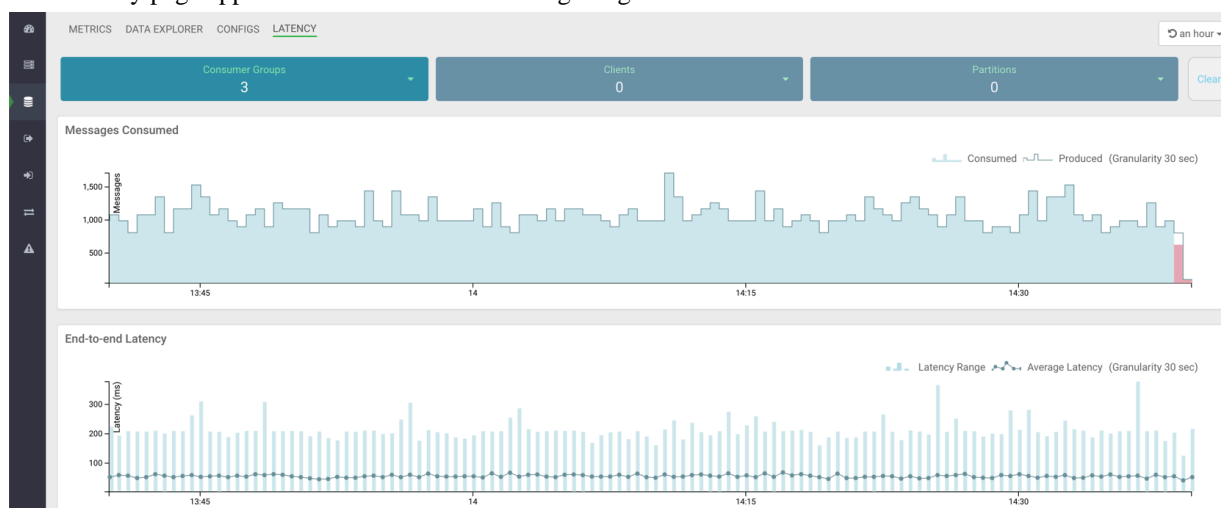 METRICS DATA EXPLORER CONFIGS LATENCY
an hour
Consumer Groups
3
Clients
0
Partitions
0
Clear
Messages Consumed
Consumed Produced (Granularity 30 sec)
Messages
1,500
1,000
500
13:45 14 14:15 14:30
End-to-end Latency
Latency Range Average Latency (Granularity 30 sec)
Latency (ms)
300
200
100
13:45 14 14:15 14:30